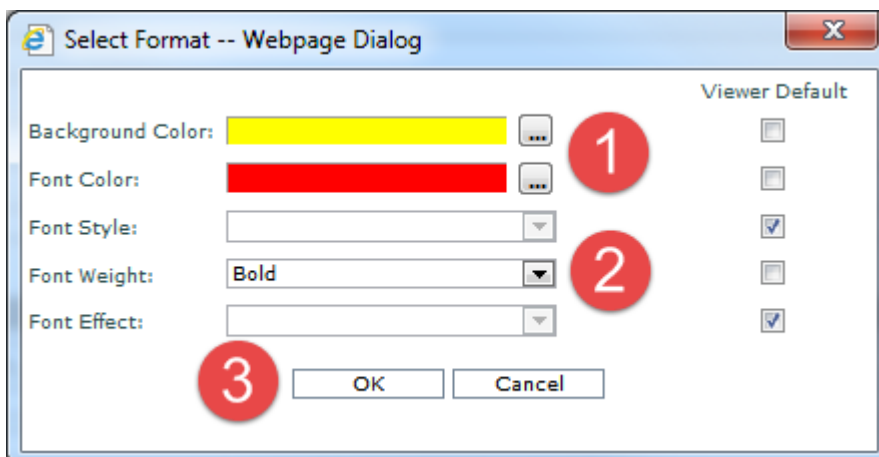 Select Format -- Webpage Dialog
x
Viewer Default
Background Color: ... 1
Font Color: ...
Font Style:
Font Weight: Bold 2
Font Effect:
3 OK Cancel